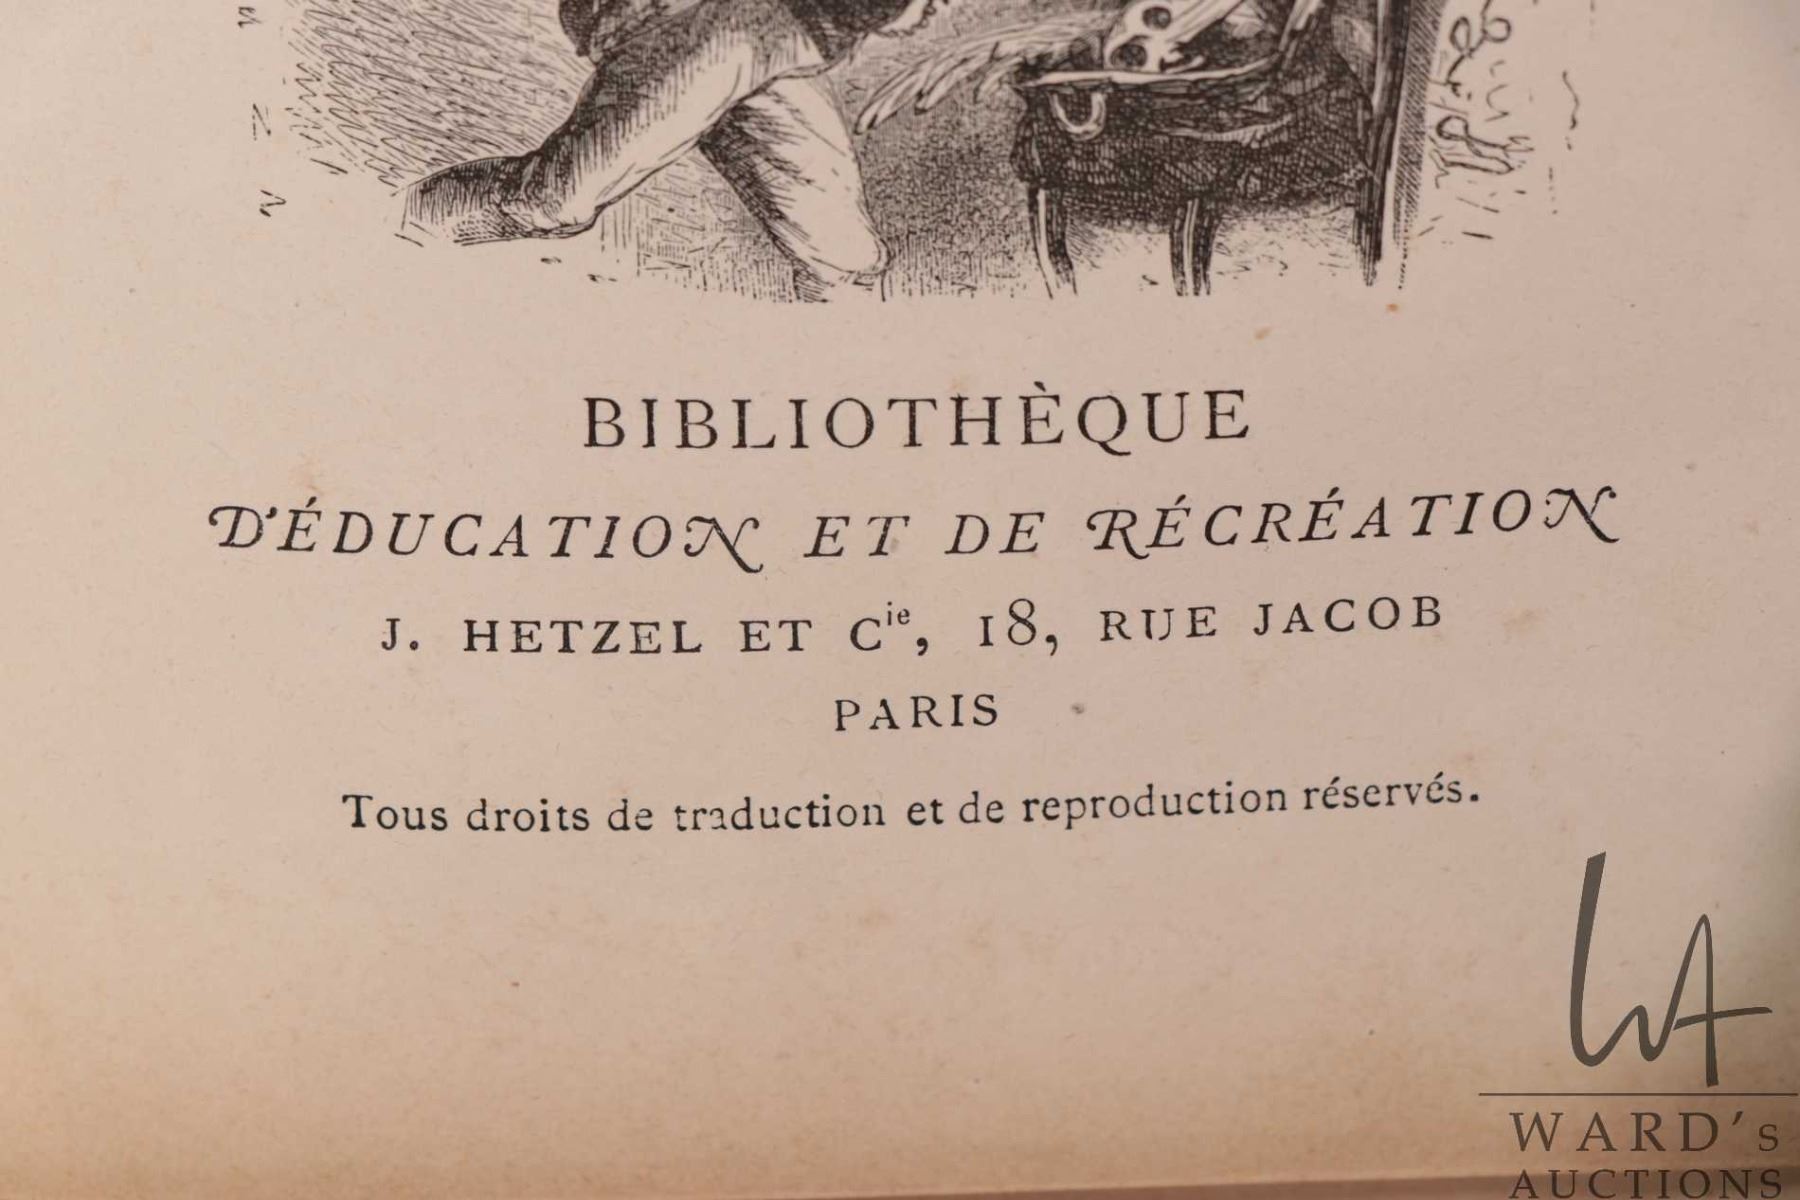 BIBLIOTHÈQUE
D'ÉDUCATION ET DE RÉCRÉATION
J. HETZEL ET Cie, 18, RUE JACOB
PARIS
Tous droits de traduction et de reproduction réservés.
WARD's
AUCTIONS